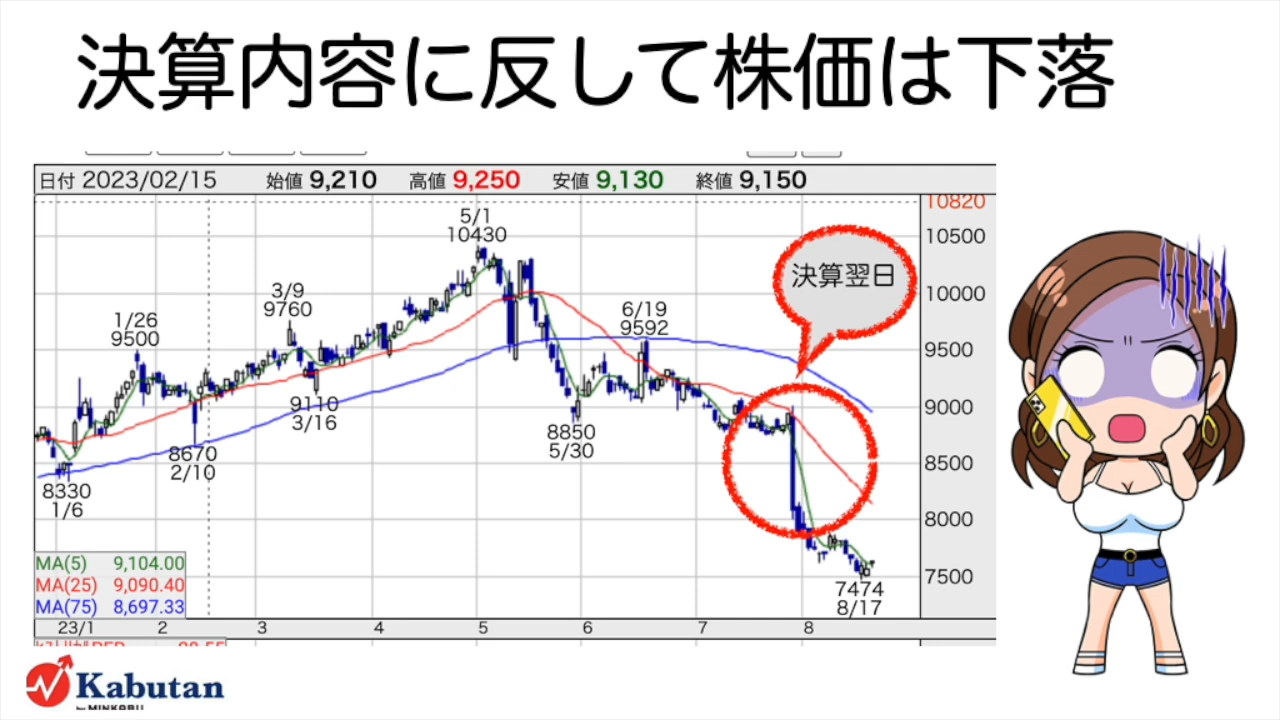 決算内容に反して株価は下落
日付 2023/02/15 始値 9,210 高値 9,250 安値 9,130 終値 9,150
10820
5/1
10430
10500
決算翌日
3/9
9760
10000
1/26
9500
6/19
9592
9500
9110
3/16
9000
8850
5/30
8670
2/10
8500
8330
1/6
8000
MA(5) 9,104.00
MA(25) 9,090.40
MA(75) 8,697.33
7500
7474
8/17
23/1 2 3 4 5 6 7 8
Kabutan
by MINKABU